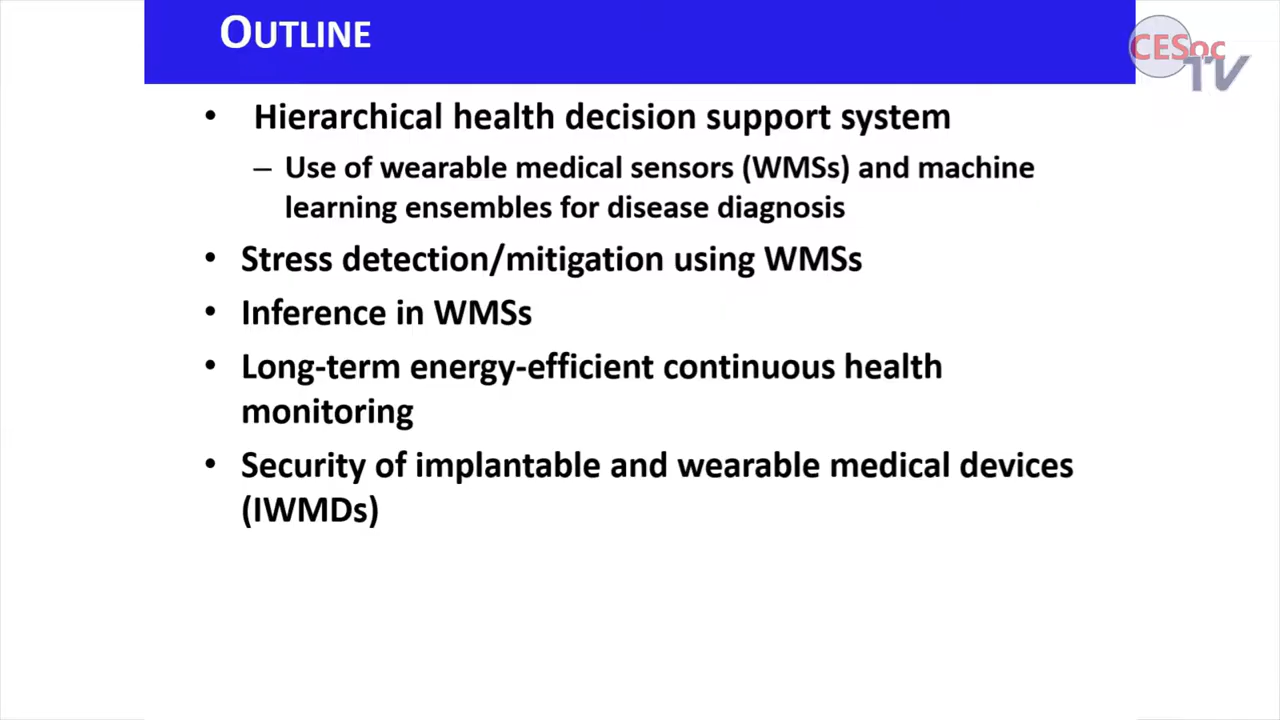 OUTLINE
CESoc
TV
• Hierarchical health decision support system
– Use of wearable medical sensors (WMSs) and machine
learning ensembles for disease diagnosis
• Stress detection/mitigation using WMSs
• Inference in WMSs
• Long-term energy-efficient continuous health
monitoring
• Security of implantable and wearable medical devices
(IWMDs)